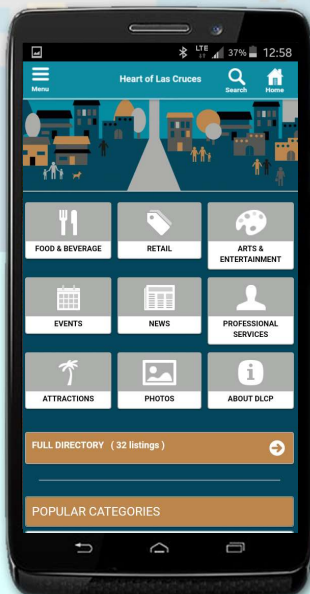 LTE 37% 12:58
Menu Heart of Las Cruces Search Home
FOOD & BEVERAGE RETAIL ARTS &
ENTERTAINMENT
EVENTS NEWS PROFESSIONAL
SERVICES
ATTRACTIONS PHOTOS ABOUT DLCP
FULL DIRECTORY ( 32 listings )
POPULAR CATEGORIES